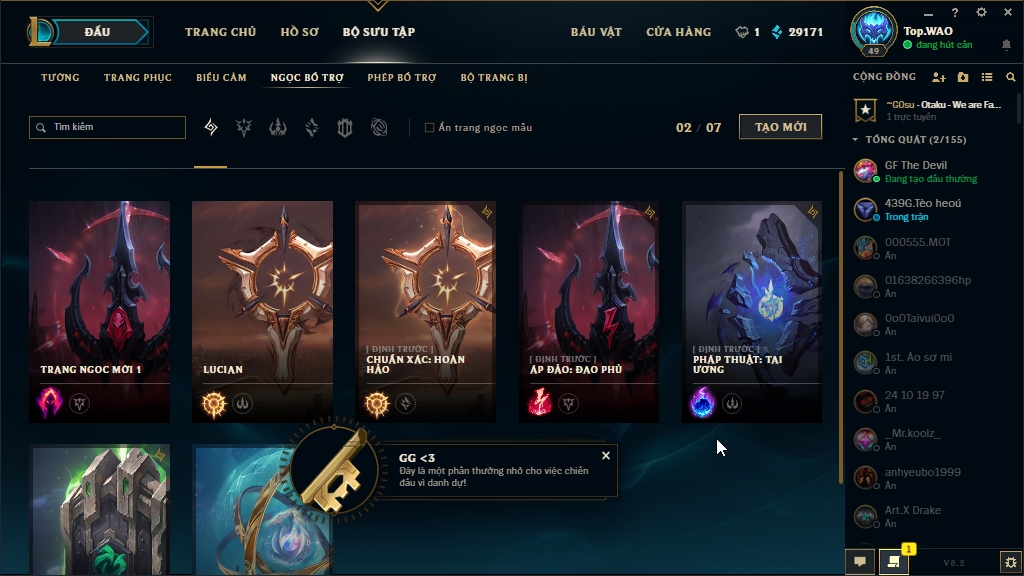 ĐẤU
TRANG CHỦ
HỒ SƠ
BỘ SƯU TẬP
BÁU VẬT
CỬA HÀNG
1
29171
49
Top.WAO
đang hút cần
TƯỚNG
TRANG PHỤC
BIỂU CẢM
NGỌC BỔ TRỢ
PHÉP BỔ TRỢ
BỘ TRANG BỊ
CỘNG ĐỒNG
Tìm kiếm
Ẩn trang ngọc mẫu
02 / 07
TẠO MỚI
~G0su - Otaku - We are Fa...
1 trực tuyến
TỔNG QUÁT (2/155)
GF The Devil
Đang tạo đấu thường
439G.Tèo heoú
Trong trận
000555.MOT
Ẩn
01638266396hp
Ẩn
0o0Taivui0o0
Ẩn
1st. Áo sơ mi
Ẩn
24 10 19 97
Ẩn
_Mr.koolz_
Ẩn
anhyeubo1999
Ẩn
Art.X Drake
Ẩn
TRANG NGỌC MỚI 1
LUCIAN
[ ĐỊNH TRƯỚC ]
CHUẨN XÁC: HOÀN
HẢO
[ ĐỊNH TRƯỚC ]
ÁP ĐẢO: ĐAO PHỦ
[ ĐỊNH TRƯỚC ]
PHÁP THUẬT: TAI
ƯƠNG
GG <3
Đây là một phần thưởng nhỏ cho việc chiến
đấu vì danh dự!
1
V8.2